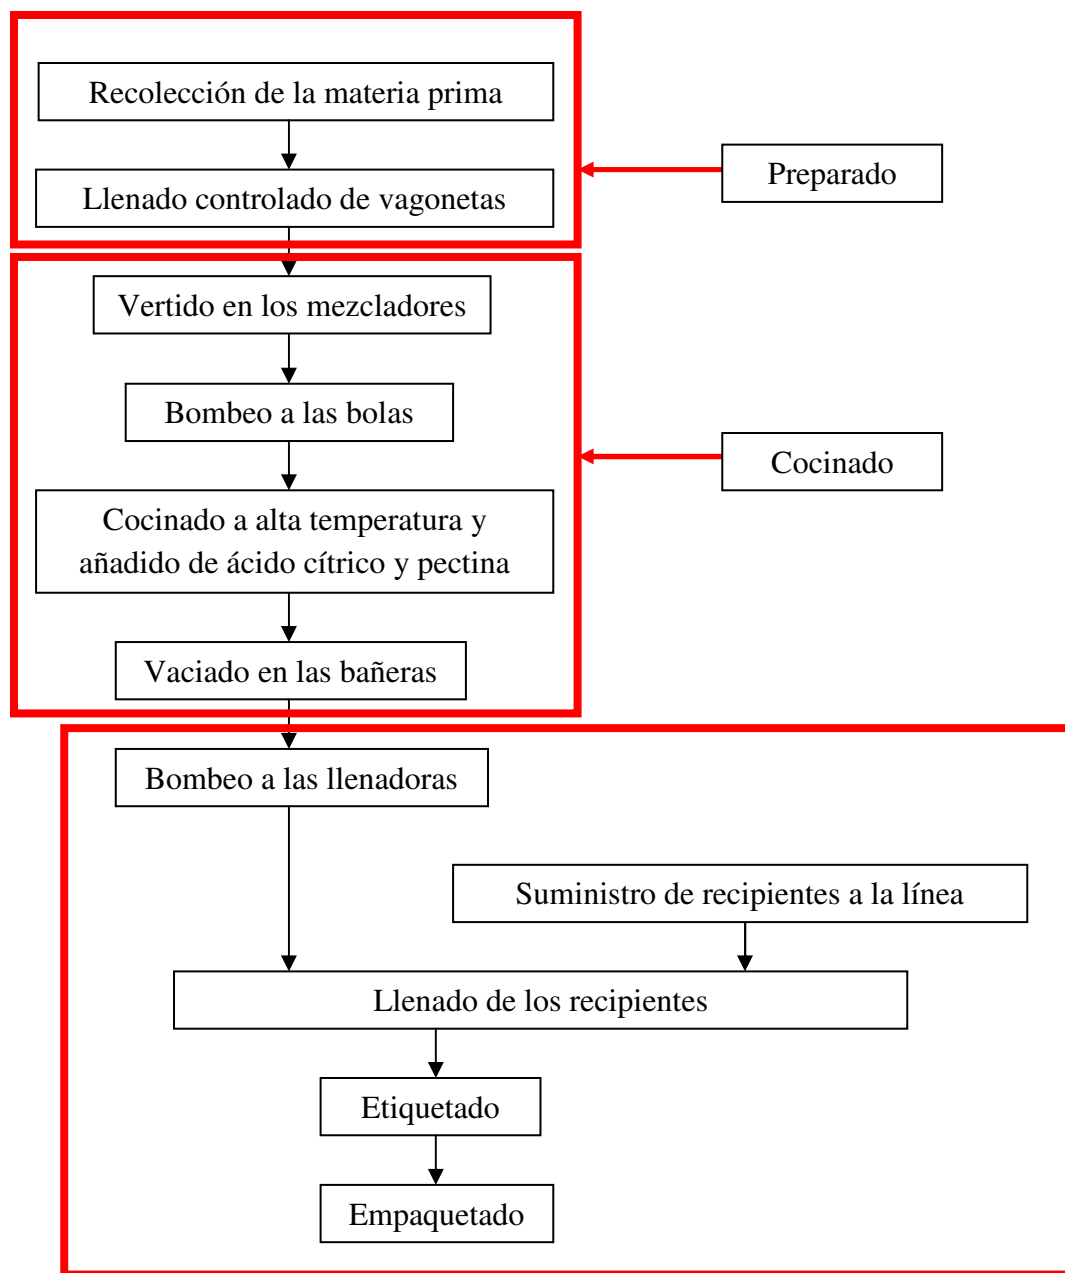 Recolección de la materia prima
Llenado controlado de vagonetas
Preparado
Vertido en los mezcladores
Bombeo a las bolas
Cocinado
Cocinado a alta temperatura y
añadido de ácido cítrico y pectina
Vaciado en las bañeras
Bombeo a las llenadoras
Suministro de recipientes a la línea
Llenado de los recipientes
Etiquetado
Empaquetado